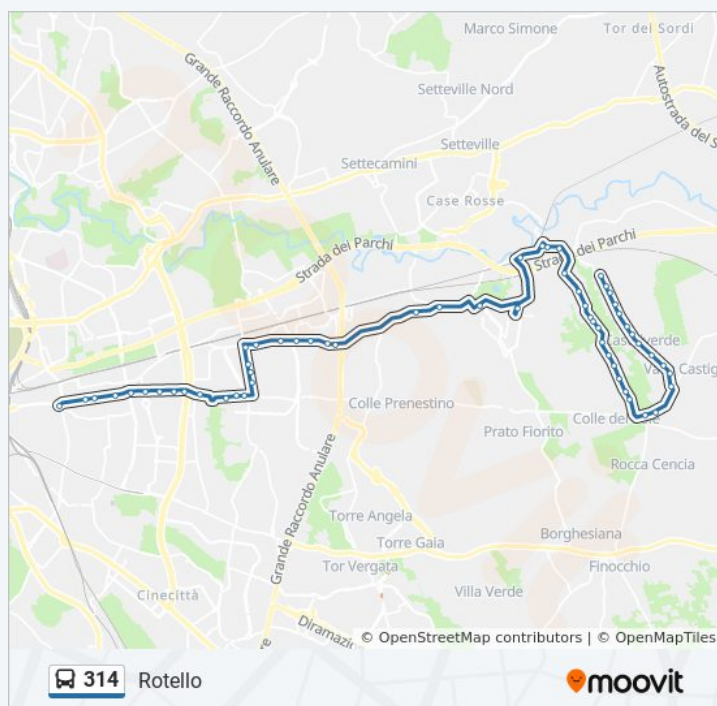 Marco Simone
Tor dei Sordi
Grande Raccordo Anulare
Setteville Nord
Autostrada del S
Setteville
Settecamini
Case Rosse
Strada dei Parchi
Strada dei Parchi
Colle Prenestino
Prato Fiorito
Rocca Cencia
Grande Raccordo Anulare
Torre Angela
Torre Gaia
Borghesiana
Tor Vergata
Finocchio
Cinecittà
Villa Verde
Diramazio
© OpenStreetMap contributors | © OpenMapTiles
314 Rotello
moovit